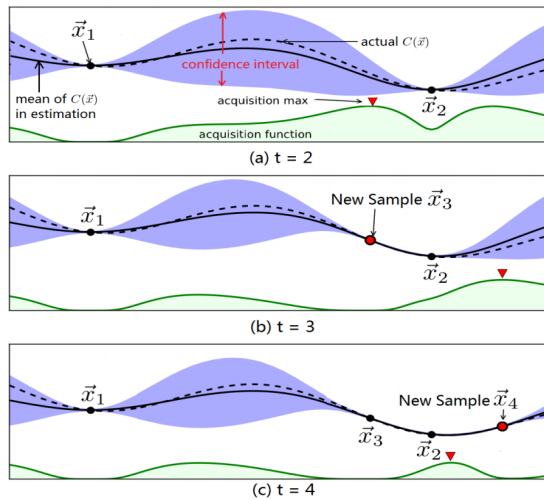 x⃗₁
actual C(x⃗)
confidence interval
mean of C(x⃗)
in estimation
acquisition max
x⃗₂
acquisition function
(a) t = 2
New Sample x⃗₃
x⃗₁
x⃗₂
(b) t = 3
x⃗₁
New Sample x⃗₄
x⃗₃
x⃗₂
(c) t = 4